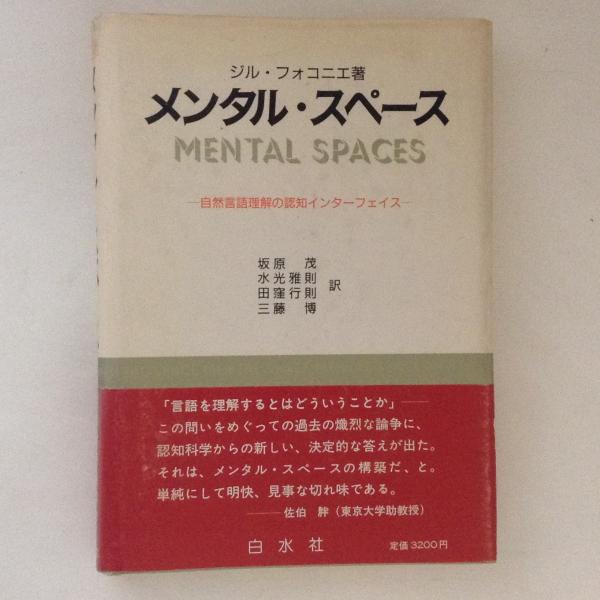 ジル・フォコニエ著
メンタル・スペース
MENTAL SPACES
―自然言語理解の認知インターフェイス―
坂原 茂
水光雅則
田窪行則
三藤 博
訳
「言語を理解するとはどういうことか」――
この問いをめぐっての過去の熾烈な論争に、
認知科学からの新しい、決定的な答えが出た。
それは、メンタル・スペースの構築だ、と。
単純にして明快、見事な切れ味である。
――佐伯 胖(東京大学助教授)
白水社
定価3200円